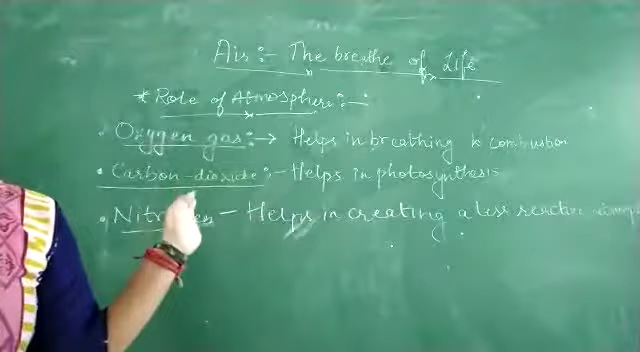 Air :- The breathe of Life
* Role of Atmosphere :-
• Oxygen gas :→ Helps in breathing & combustion
• Carbon-dioxide :- Helps in photosynthesis
• Nitrogen - Helps in creating a less reactive